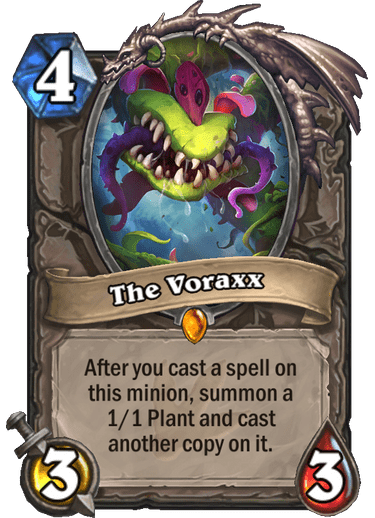 4
The Voraxx
After you cast a spell on
this minion, summon a
1/1 Plant and cast
another copy on it.
3
3